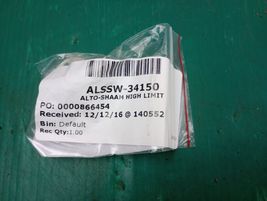 ALSSW-34150
ALTO-SHAAM HIGH LIMIT
PO: 0000866454
Received: 12/12/16 @ 140552
Bin: Default
Rec Qty:1.00